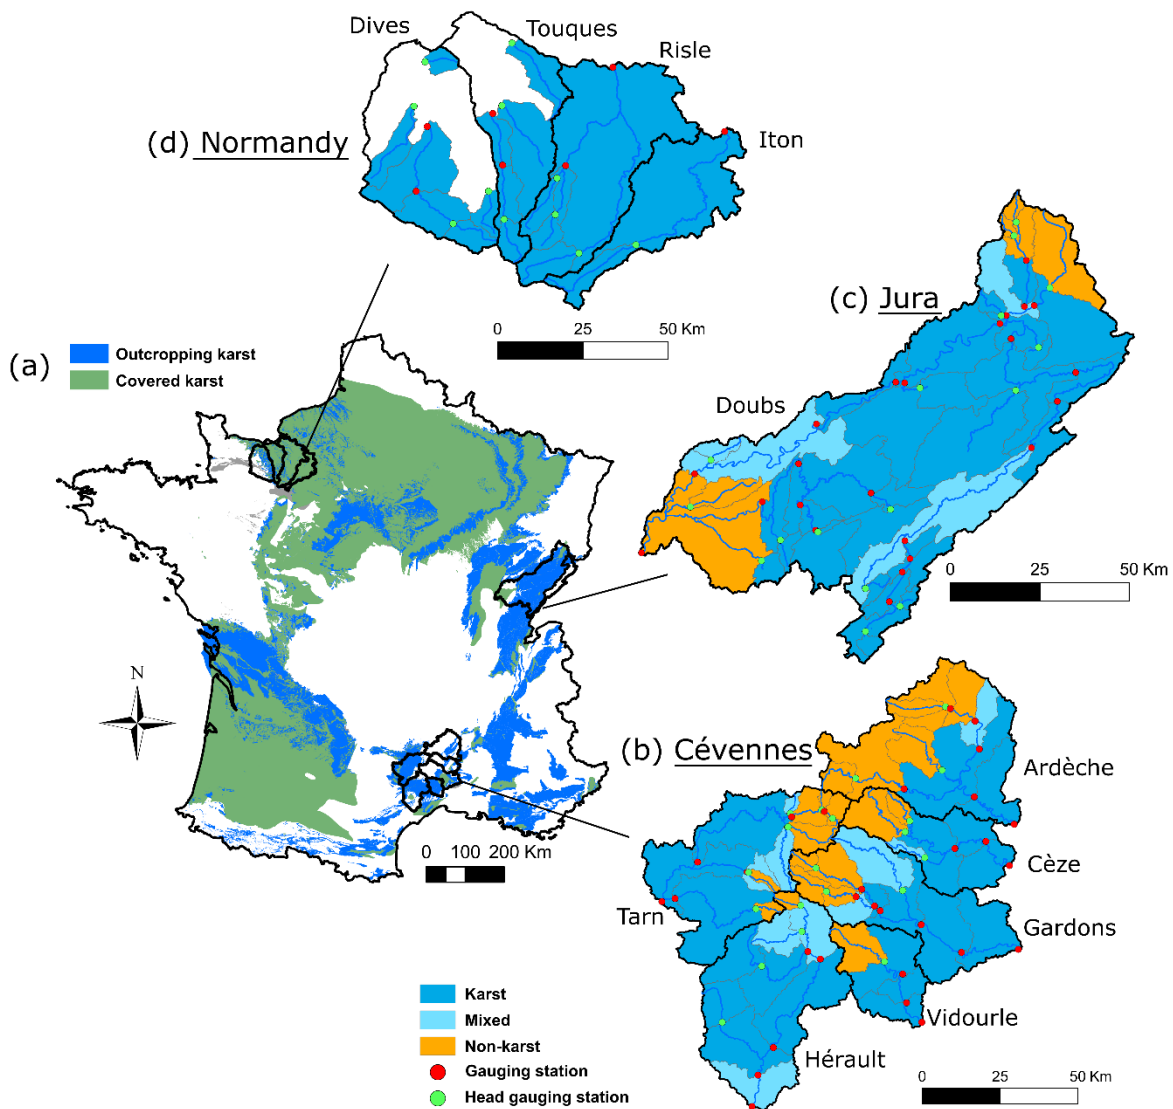 Dives
Touques
Risle
Iton
(d) Normandy
0 25 50 Km
(c) Jura
Doubs
0 25 50 Km
(a)
Outcropping karst
Covered karst
N
0 100 200 Km
(b) Cévennes
Ardèche
Cèze
Gardons
Tarn
Vidourle
Hérault
Karst
Mixed
Non-karst
Gauging station
Head gauging station
0 25 50 Km